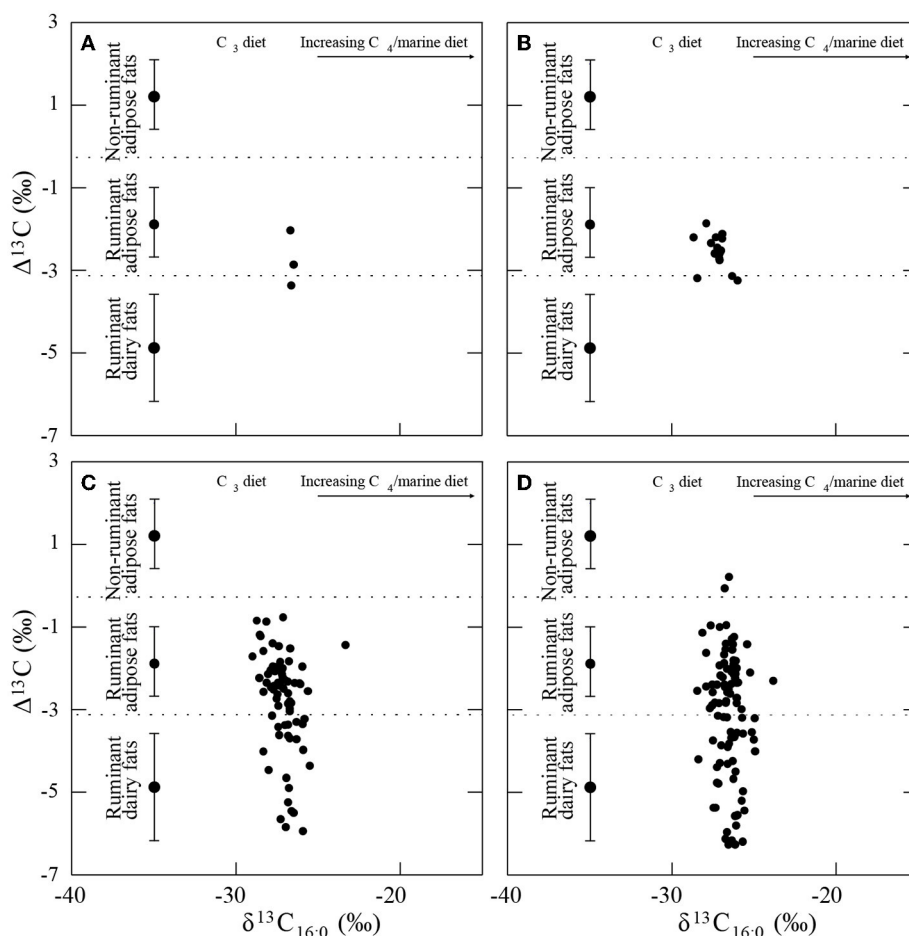 3
A
C 3 diet
Increasing C 4/marine diet
B
C 3 diet
Increasing C 4/marine diet
Non-ruminant
adipose fats
Non-ruminant
adipose fats
1
-1
Ruminant
adipose fats
Ruminant
adipose fats
Δ13C (‰)
-3
Ruminant
dairy fats
Ruminant
dairy fats
-5
-7
3
C
C 3 diet
Increasing C 4/marine diet
D
C 3 diet
Increasing C 4/marine diet
Non-ruminant
adipose fats
Non-ruminant
adipose fats
1
-1
Ruminant
adipose fats
Ruminant
adipose fats
Δ13C (‰)
-3
Ruminant
dairy fats
Ruminant
dairy fats
-5
-7
-40 -30 -20 -40 -30 -20
δ13C16:0 (‰) δ13C16:0 (‰)